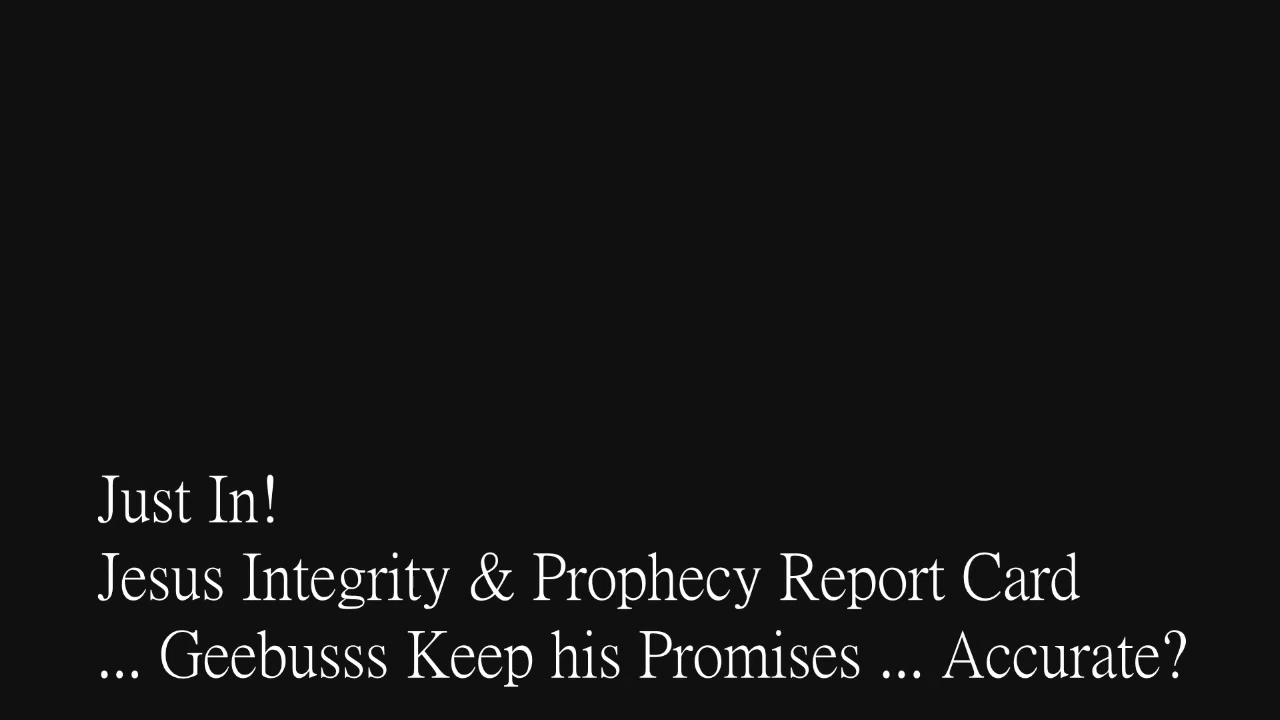 Just In!
Jesus Integrity & Prophecy Report Card
... Geebusss Keep his Promises ... Accurate?